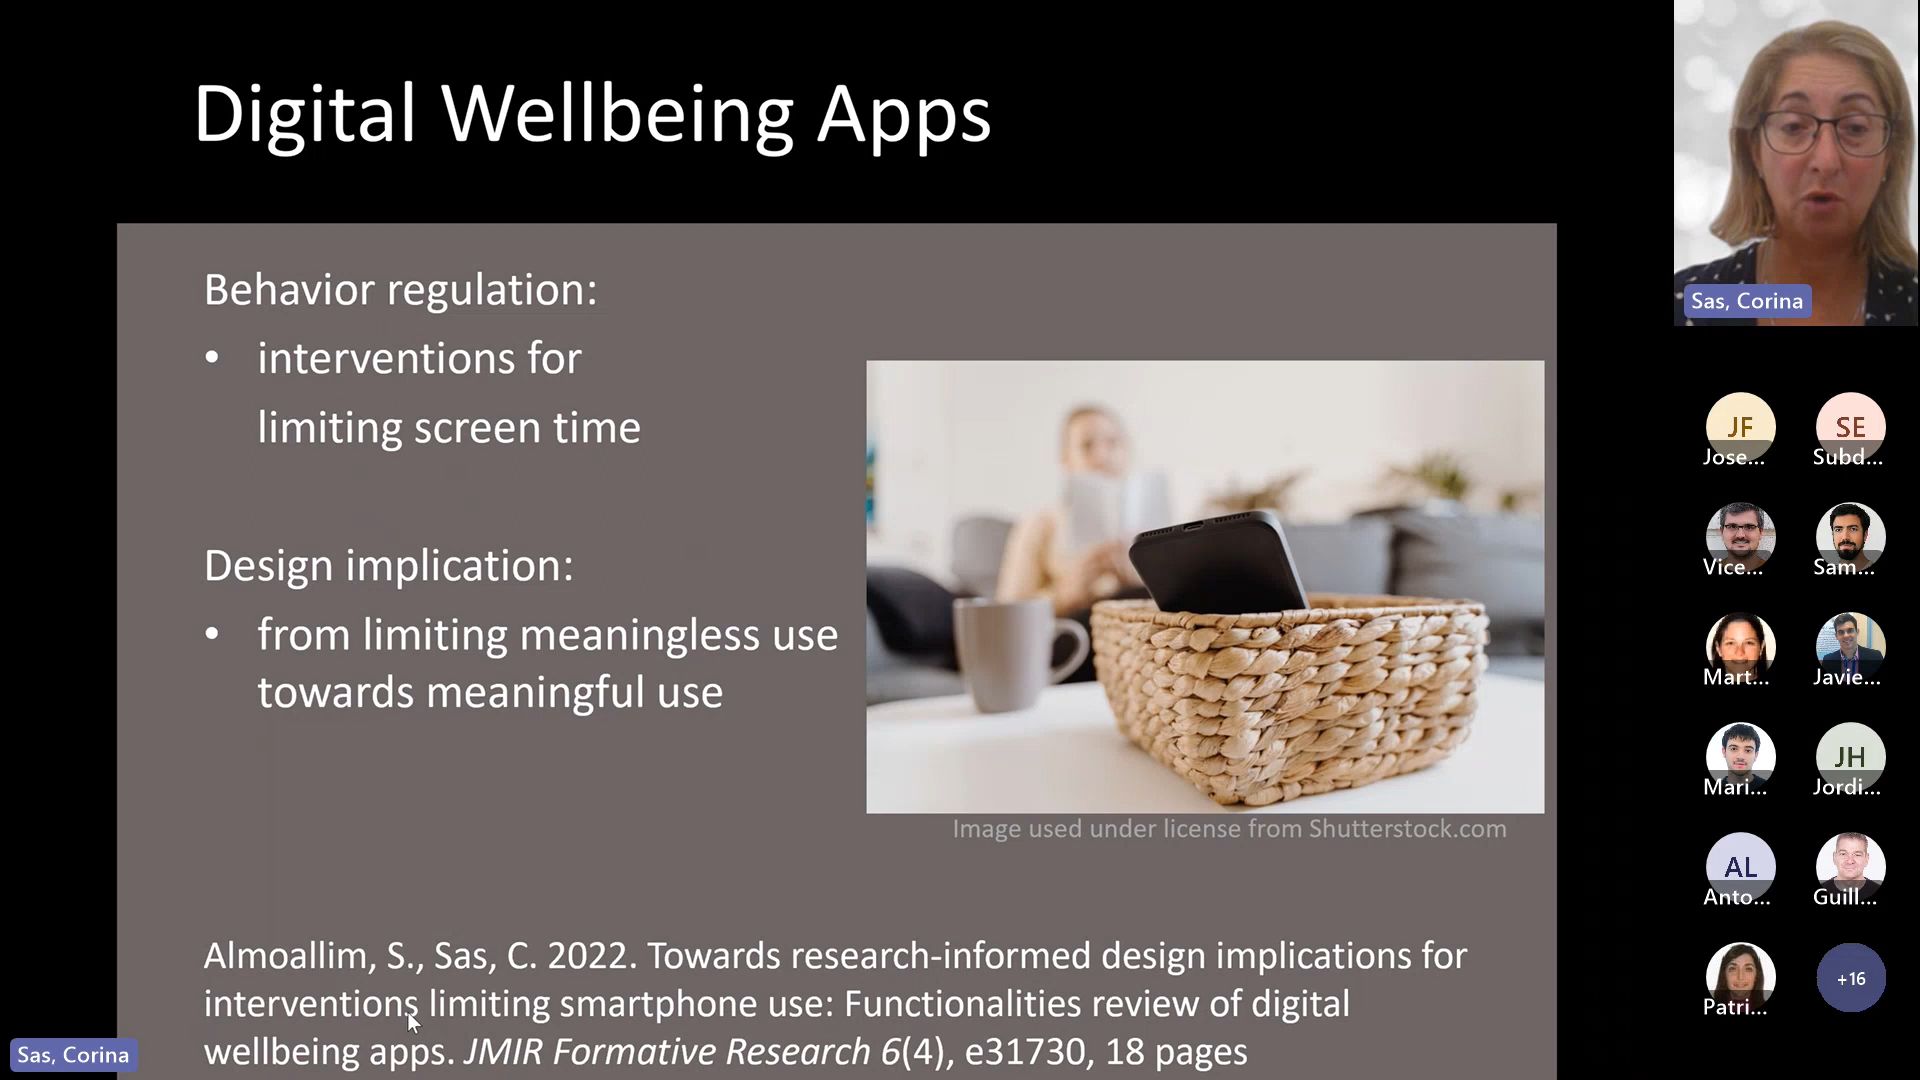 Digital Wellbeing Apps
Behavior regulation:
• interventions for
limiting screen time
Design implication:
• from limiting meaningless use
towards meaningful use
Image used under license from Shutterstock.com
Almoallim, S., Sas, C. 2022. Towards research-informed design implications for
interventions limiting smartphone use: Functionalities review of digital
wellbeing apps. JMIR Formative Research 6(4), e31730, 18 pages
Sas, Corina
Sas, Corina
JF
SE
Jose...
Subd...
Vice...
Sam...
Mart...
Javie...
JH
Mari...
Jordi...
AL
Anto...
Guill...
Patri...
+16